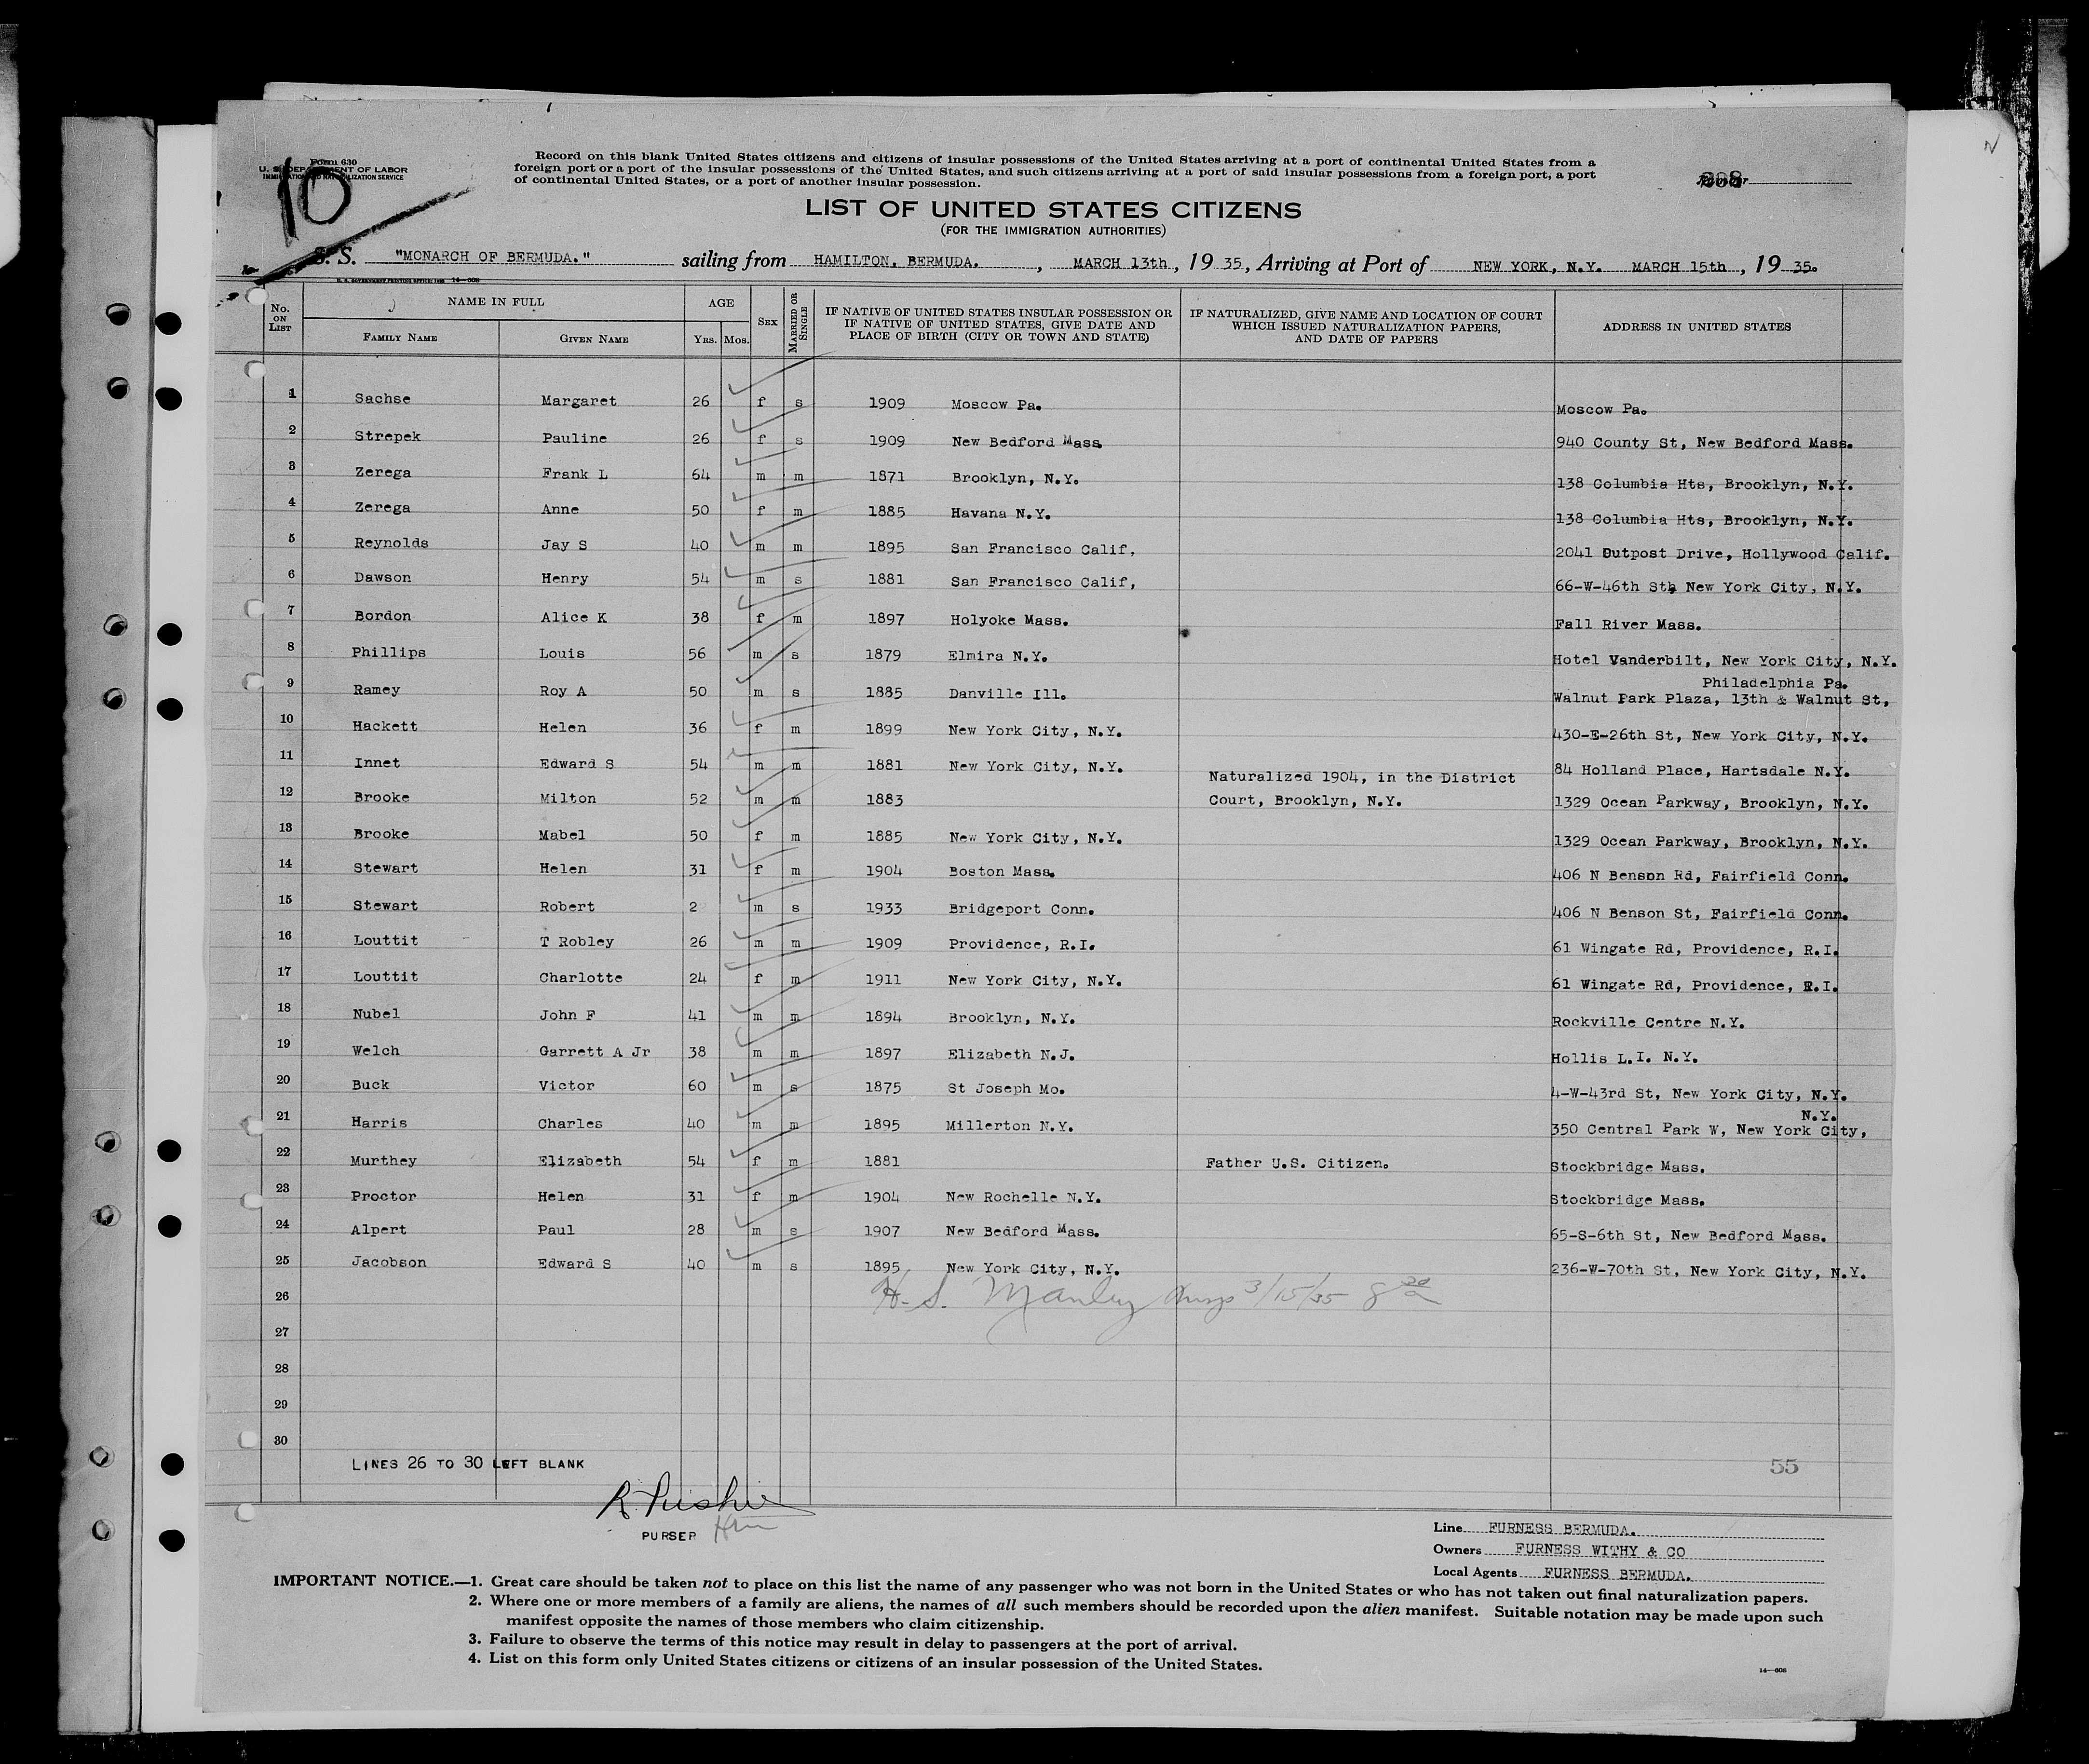 Form 630
U. S. DEPARTMENT OF LABOR
IMMIGRATION AND NATURALIZATION SERVICE
10
Record on this blank United States citizens and citizens of insular possessions of the United States arriving at a port of continental United States from a
foreign port or a port of the insular possessions of the United States, and such citizens arriving at a port of said insular possessions from a foreign port, a port
of continental United States, or a port of another insular possession.
LIST OF UNITED STATES CITIZENS
(FOR THE IMMIGRATION AUTHORITIES)
S. S. "MONARCH OF BERMUDA." sailing from HAMILTON, BERMUDA. , MARCH 13th , 19 35, Arriving at Port of NEW YORK, N.Y. MARCH 15th , 19 35.
No. ON LIST NAME IN FULL AGE SEX MARRIED OR SINGLE IF NATIVE OF UNITED STATES INSULAR POSSESSION OR IF NATIVE OF UNITED STATES, GIVE DATE AND PLACE OF BIRTH (CITY OR TOWN AND STATE) IF NATURALIZED, GIVE NAME AND LOCATION OF COURT WHICH ISSUED NATURALIZATION PAPERS, AND DATE OF PAPERS ADDRESS IN UNITED STATES
FAMILY NAME GIVEN NAME YRS. MOS.
1 Sachse Margaret 26 f s 1909 Moscow Pa. Moscow Pa.
2 Strepek Pauline 26 f s 1909 New Bedford Mass 940 County St, New Bedford Mass.
3 Zerega Frank L 64 m m 1871 Brooklyn, N.Y. 138 Columbia Hts, Brooklyn, N.Y.
4 Zerega Anne 50 f m 1885 Havana N.Y. 138 Columbia Hts, Brooklyn, N.Y.
5 Reynolds Jay S 40 m m 1895 San Francisco Calif, 2041 Outpost Drive, Hollywood Calif.
6 Dawson Henry 54 m s 1881 San Francisco Calif, 66-W-46th Sth New York City, N.Y.
7 Bordon Alice K 38 f m 1897 Holyoke Mass. Fall River Mass.
8 Phillips Louis 56 m s 1879 Elmira N.Y. Hotel Vanderbilt, New York City, N.Y.
Philadelphia Pa.
9 Ramey Roy A 50 m s 1885 Danville Ill. Walnut Park Plaza, 13th & Walnut St,
10 Hackett Helen 36 f m 1899 New York City, N.Y. 430-E-26th St, New York City, N.Y.
11 Innet Edward S 54 m m 1881 New York City, N.Y. 84 Holland Place, Hartsdale N.Y.
Naturalized 1904, in the District
12 Brooke Milton 52 m m 1883 Court, Brooklyn, N.Y. 1329 Ocean Parkway, Brooklyn, N.Y.
13 Brooke Mabel 50 f m 1885 New York City, N.Y. 1329 Ocean Parkway, Brooklyn, N.Y.
14 Stewart Helen 31 f m 1904 Boston Mass. 406 N Benson Rd, Fairfield Conn.
15 Stewart Robert 2 m s 1933 Bridgeport Conn. 406 N Benson St, Fairfield Conn.
16 Louttit T Robley 26 m m 1909 Providence, R.I. 61 Wingate Rd, Providence, R.I.
17 Louttit Charlotte 24 f m 1911 New York City, N.Y. 61 Wingate Rd, Providence, R.I.
18 Nubel John F 41 m m 1894 Brooklyn, N.Y. Rockville Centre N.Y.
19 Welch Garrett A Jr 38 m m 1897 Elizabeth N.J. Hollis L.I. N.Y.
20 Buck Victor 60 m s 1875 St Joseph Mo. 4-W-43rd St, New York City, N.Y.
N.Y.
21 Harris Charles 40 m m 1895 Millerton N.Y. 350 Central Park W, New York City,
22 Murthey Elizabeth 54 f m 1881 Father U.S. Citizen. Stockbridge Mass.
23 Proctor Helen 31 f m 1904 New Rochelle N.Y. Stockbridge Mass.
24 Alpert Paul 28 m s 1907 New Bedford Mass. 65-S-6th St, New Bedford Mass.
25 Jacobson Edward S 40 m s 1895 New York City, N.Y. 236-W-70th St, New York City, N.Y.
26 H. S. Manley 3/15/35
27
28
29
30
LINES 26 TO 30 LEFT BLANK
55
PURSER
Line FURNESS BERMUDA.
Owners FURNESS WITHY & CO
Local Agents FURNESS BERMUDA.
IMPORTANT NOTICE.—1. Great care should be taken not to place on this list the name of any passenger who was not born in the United States or who has not taken out final naturalization papers.
2. Where one or more members of a family are aliens, the names of all such members should be recorded upon the alien manifest. Suitable notation may be made upon such
manifest opposite the names of those members who claim citizenship.
3. Failure to observe the terms of this notice may result in delay to passengers at the port of arrival.
4. List on this form only United States citizens or citizens of an insular possession of the United States.